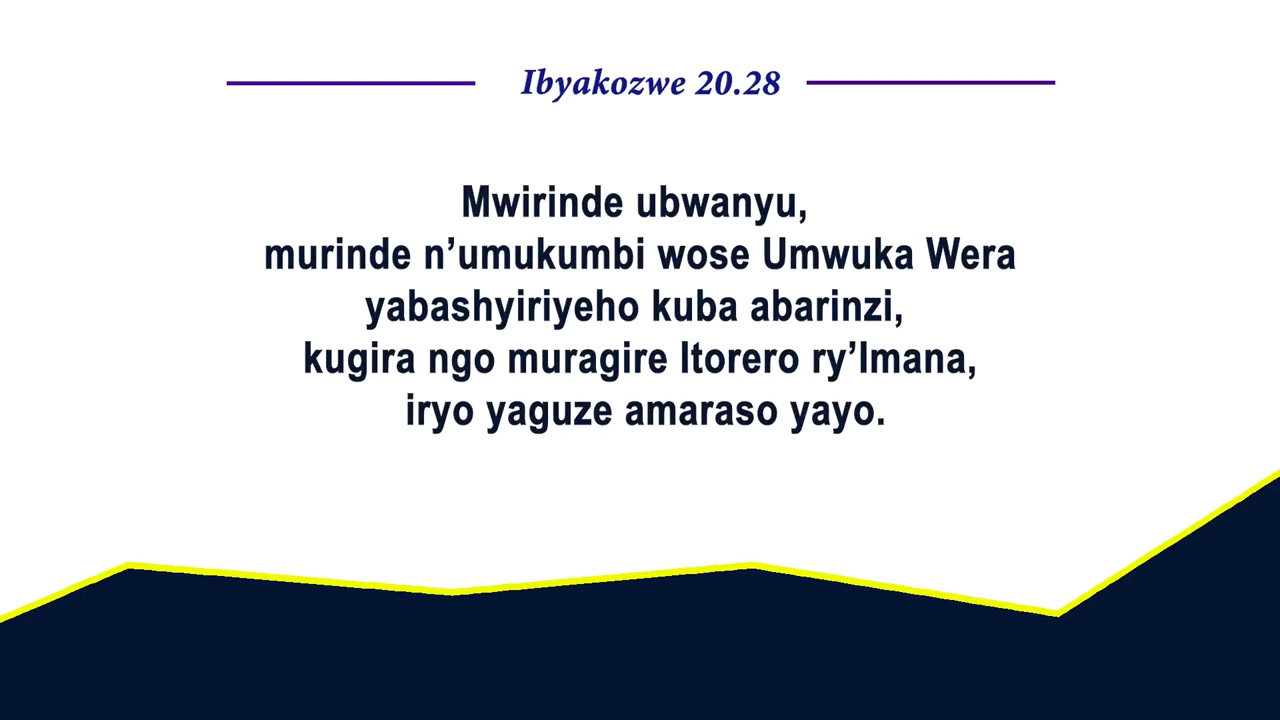 Ibyakozwe 20.28
Mwirinde ubwanyu,
murinde n’umukumbi wose Umwuka Wera
yabashyiriyeho kuba abarinzi,
kugira ngo muragire Itorero ry’Imana,
iryo yaguze amaraso yayo.